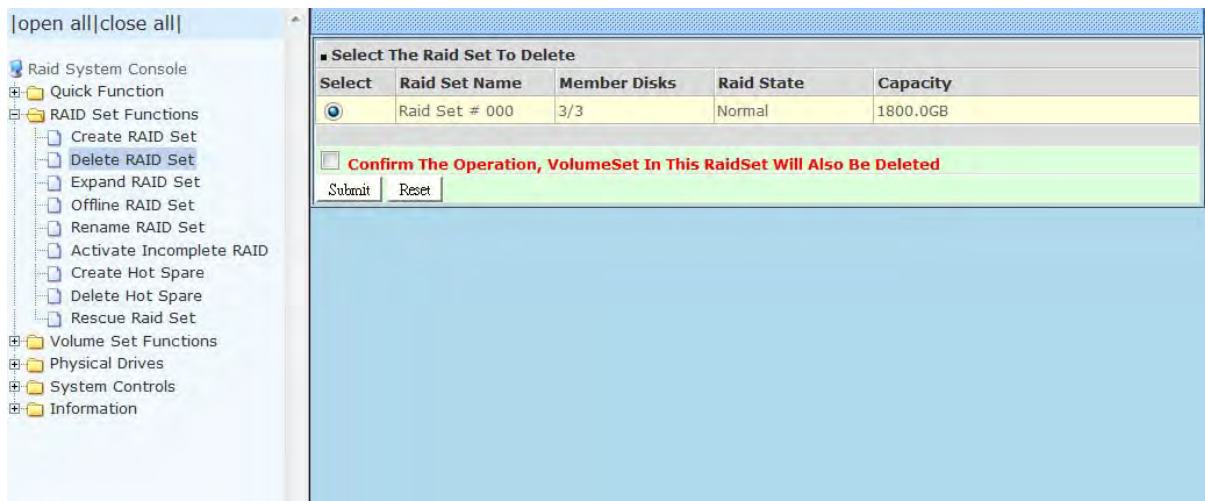 |open all|close all|
Raid System Console
Quick Function
RAID Set Functions
Create RAID Set
Delete RAID Set
Expand RAID Set
Offline RAID Set
Rename RAID Set
Activate Incomplete RAID
Create Hot Spare
Delete Hot Spare
Rescue Raid Set
Volume Set Functions
Physical Drives
System Controls
Information
Select The Raid Set To Delete
Select Raid Set Name Member Disks Raid State Capacity
Raid Set # 000 3/3 Normal 1800.0GB
Confirm The Operation, VolumeSet In This RaidSet Will Also Be Deleted
Submit Reset